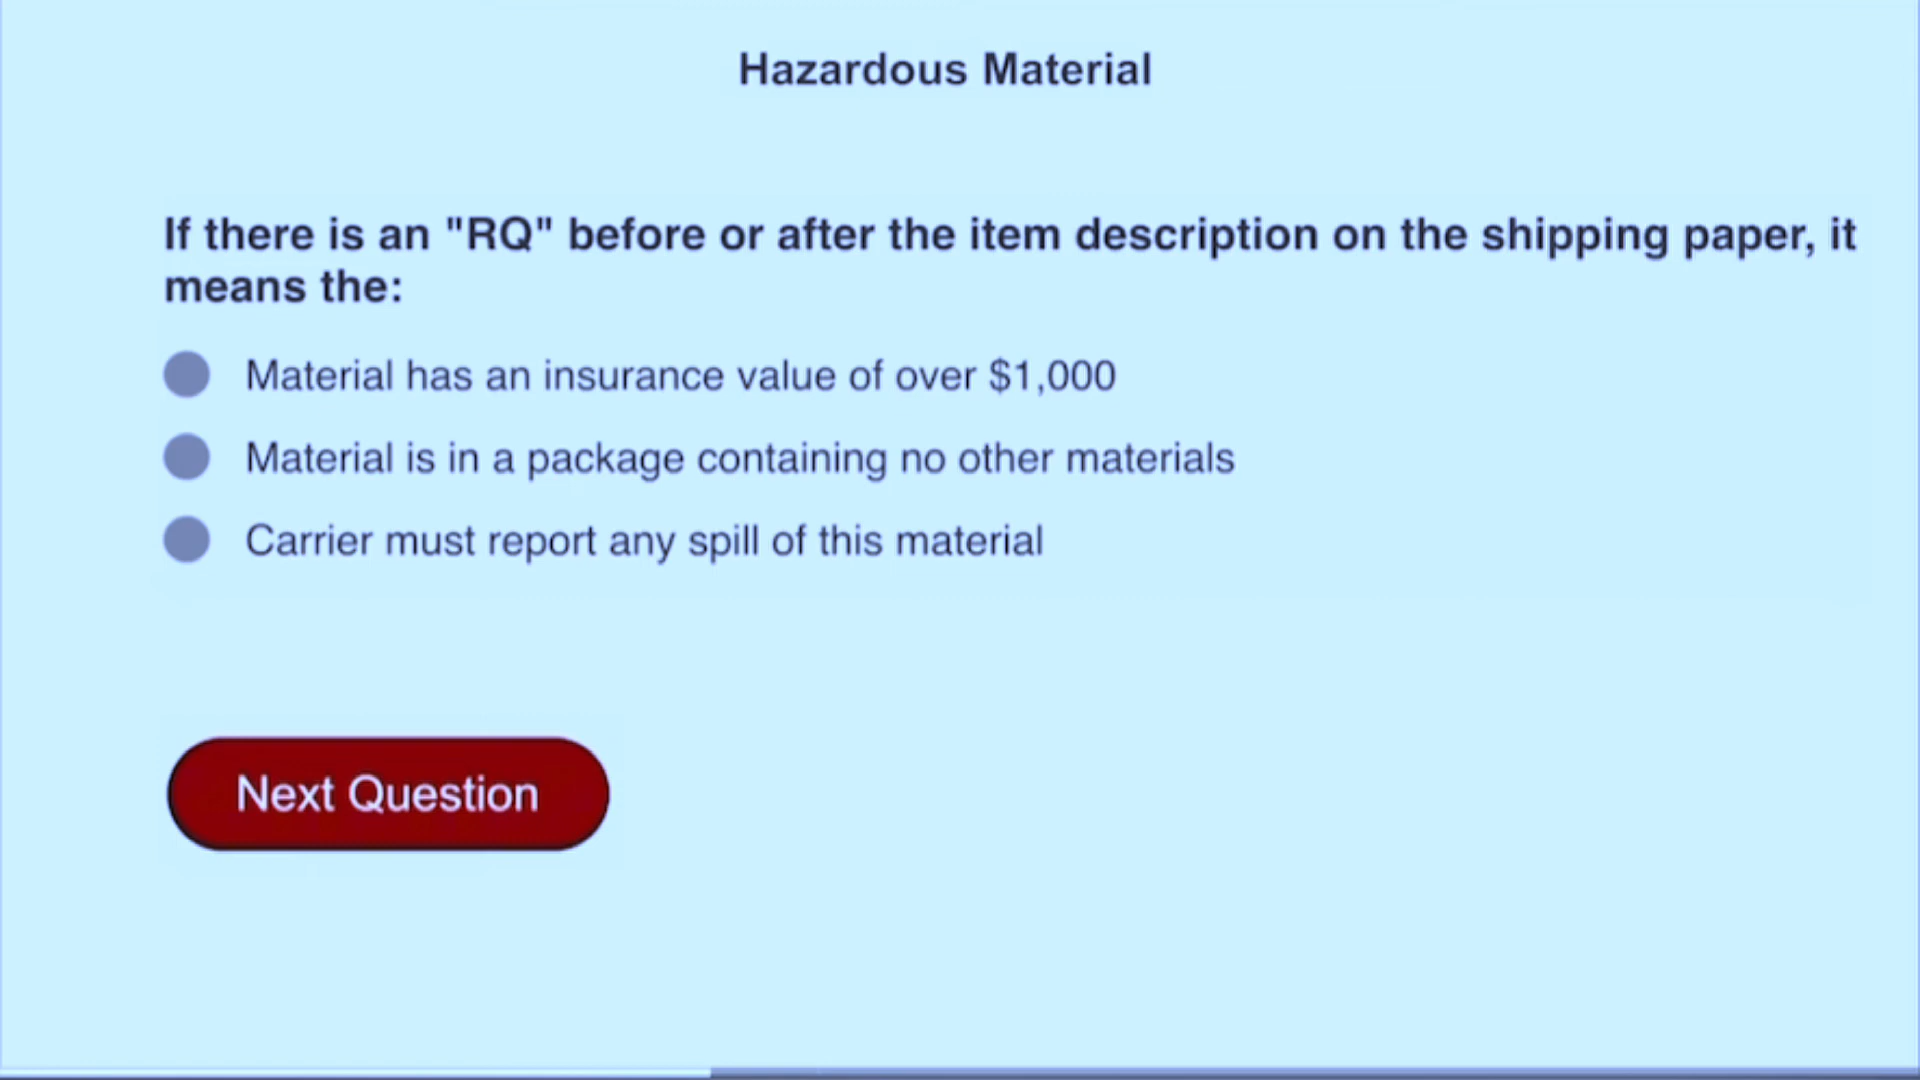 Hazardous Material
If there is an "RQ" before or after the item description on the shipping paper, it
means the:
Material has an insurance value of over $1,000
Material is in a package containing no other materials
Carrier must report any spill of this material
Next Question